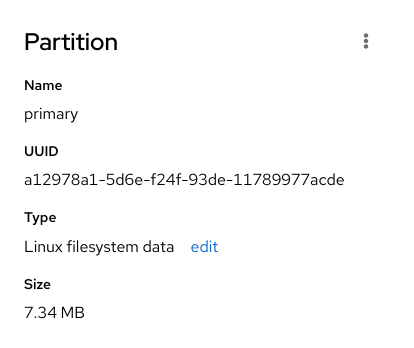 Partition
Name
primary
UUID
a12978a1-5d6e-f24f-93de-11789977acde
Type
Linux filesystem data edit
Size
7.34 MB